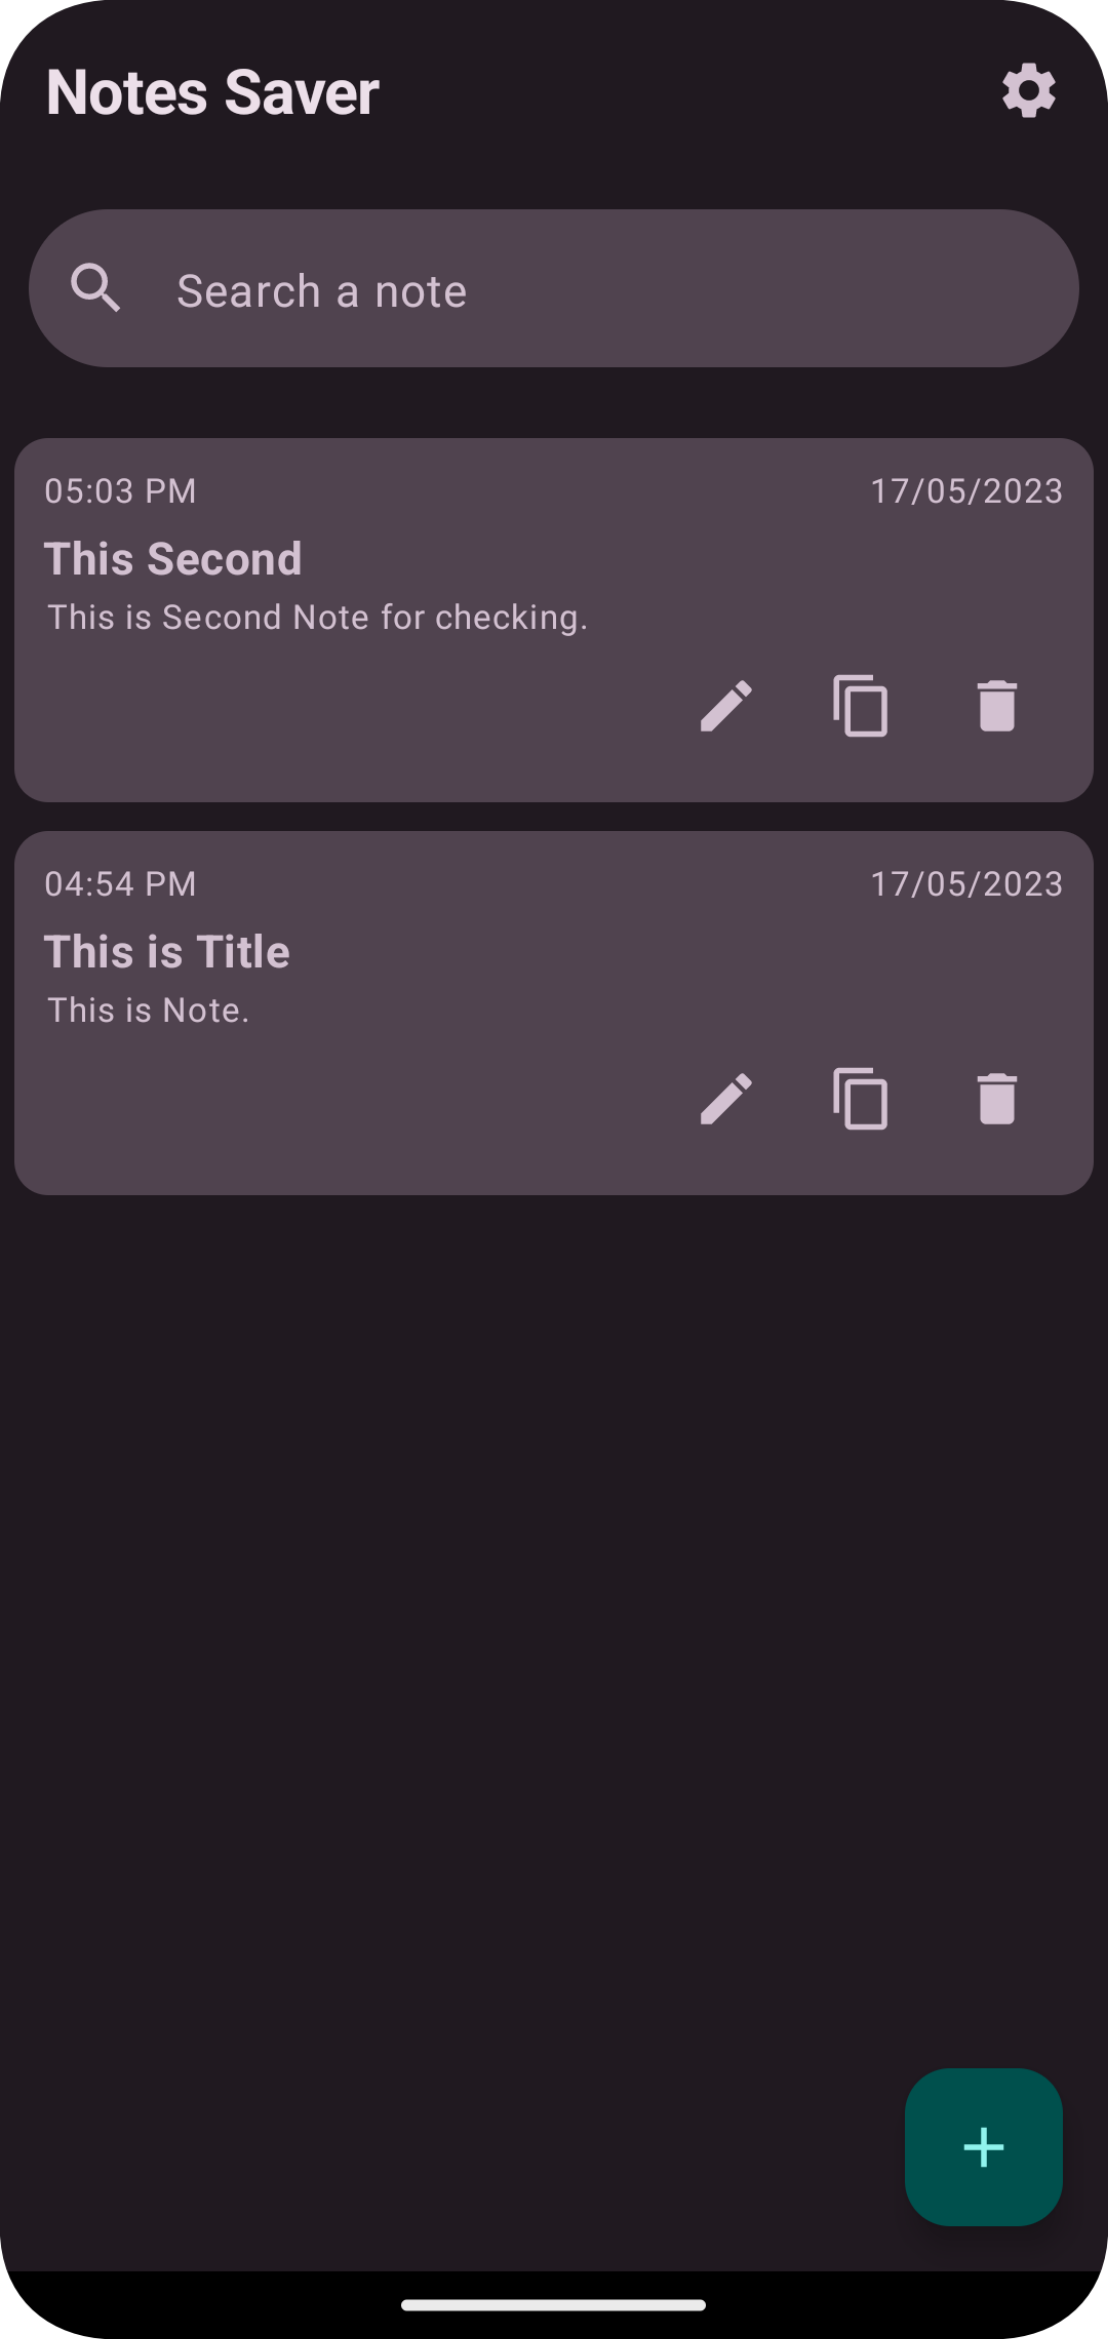 Notes Saver
Search a note
05:03 PM 17/05/2023
This Second
This is Second Note for checking.
04:54 PM 17/05/2023
This is Title
This is Note.